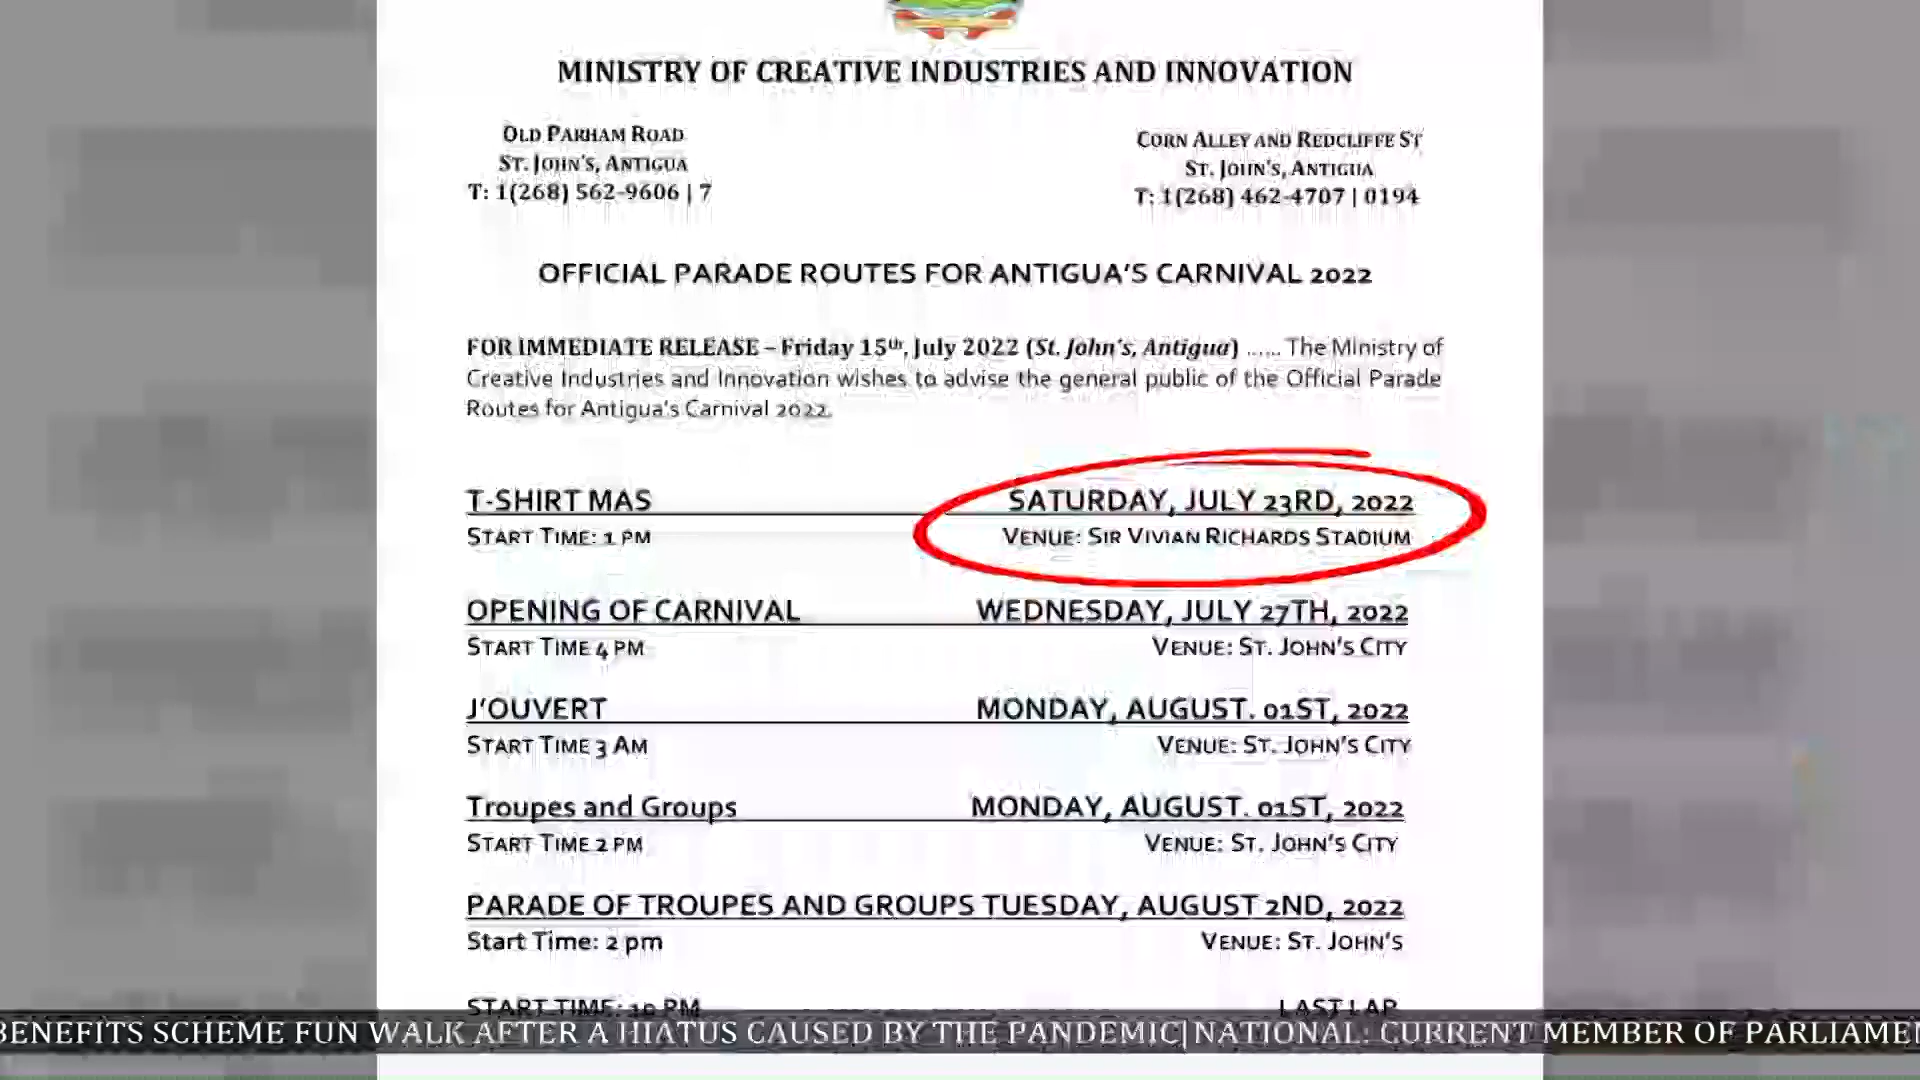 MINISTRY OF CREATIVE INDUSTRIES AND INNOVATION
OLD PARHAM ROAD
ST. JOHN'S, ANTIGUA
T: 1(268) 562-9606 | 7
CORN ALLEY AND REDCLIFFE ST
ST. JOHN'S, ANTIGUA
T: 1(268) 462-4707 | 0194
OFFICIAL PARADE ROUTES FOR ANTIGUA'S CARNIVAL 2022
FOR IMMEDIATE RELEASE – Friday 15th, July 2022 (St. John's, Antigua) ...... The Ministry of
Creative Industries and Innovation wishes to advise the general public of the Official Parade
Routes for Antigua's Carnival 2022.
T-SHIRT MAS SATURDAY, JULY 23RD, 2022
START TIME: 1 PM VENUE: SIR VIVIAN RICHARDS STADIUM
OPENING OF CARNIVAL WEDNESDAY, JULY 27TH, 2022
START TIME 4 PM VENUE: ST. JOHN'S CITY
J'OUVERT MONDAY, AUGUST. 01ST, 2022
START TIME 3 AM VENUE: ST. JOHN'S CITY
Troupes and Groups MONDAY, AUGUST. 01ST, 2022
START TIME 2 PM VENUE: ST. JOHN'S CITY
PARADE OF TROUPES AND GROUPS TUESDAY, AUGUST 2ND, 2022
Start Time: 2 pm VENUE: ST. JOHN'S
START TIME: 10 PM LAST LAP
BENEFITS SCHEME FUN WALK AFTER A HIATUS CAUSED BY THE PANDEMIC| NATIONAL: CURRENT MEMBER OF PARLIAMEN